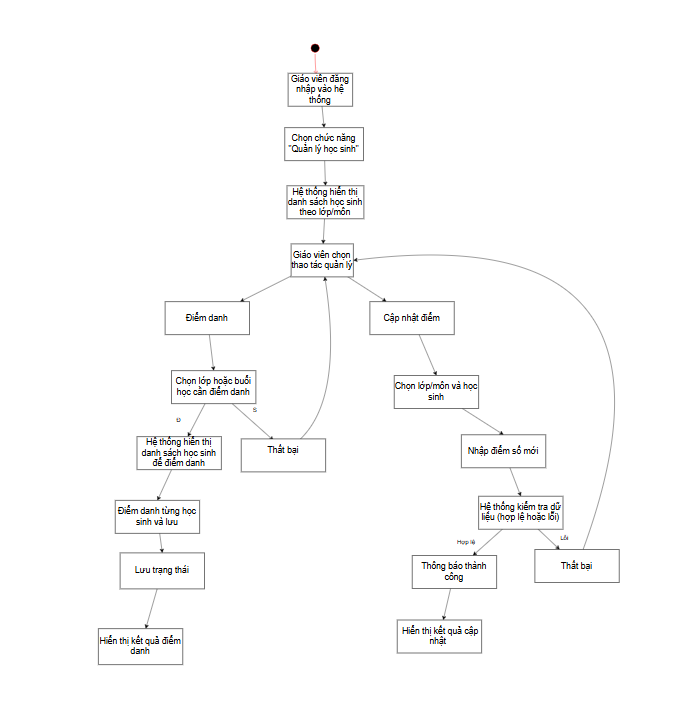 Giáo viên đăng
nhập vào hệ
thống
Chọn chức năng
"Quản lý học sinh"
Hệ thống hiển thị
danh sách học sinh
theo lớp/môn
Giáo viên chọn
thao tác quản lý
Điểm danh
Cập nhật điểm
Chọn lớp hoặc buổi
học cần điểm danh
Chọn lớp/môn và học
sinh
Đ
S
Hệ thống hiển thị
danh sách học sinh
để điểm danh
Thất bại
Nhập điểm số mới
Điểm danh từng học
sinh và lưu
Hệ thống kiểm tra dữ
liệu (hợp lệ hoặc lỗi)
Hợp lệ
Lỗi
Lưu trạng thái
Thông báo thành
công
Thất bại
Hiển thị kết quả điểm
danh
Hiển thị kết quả cập
nhật